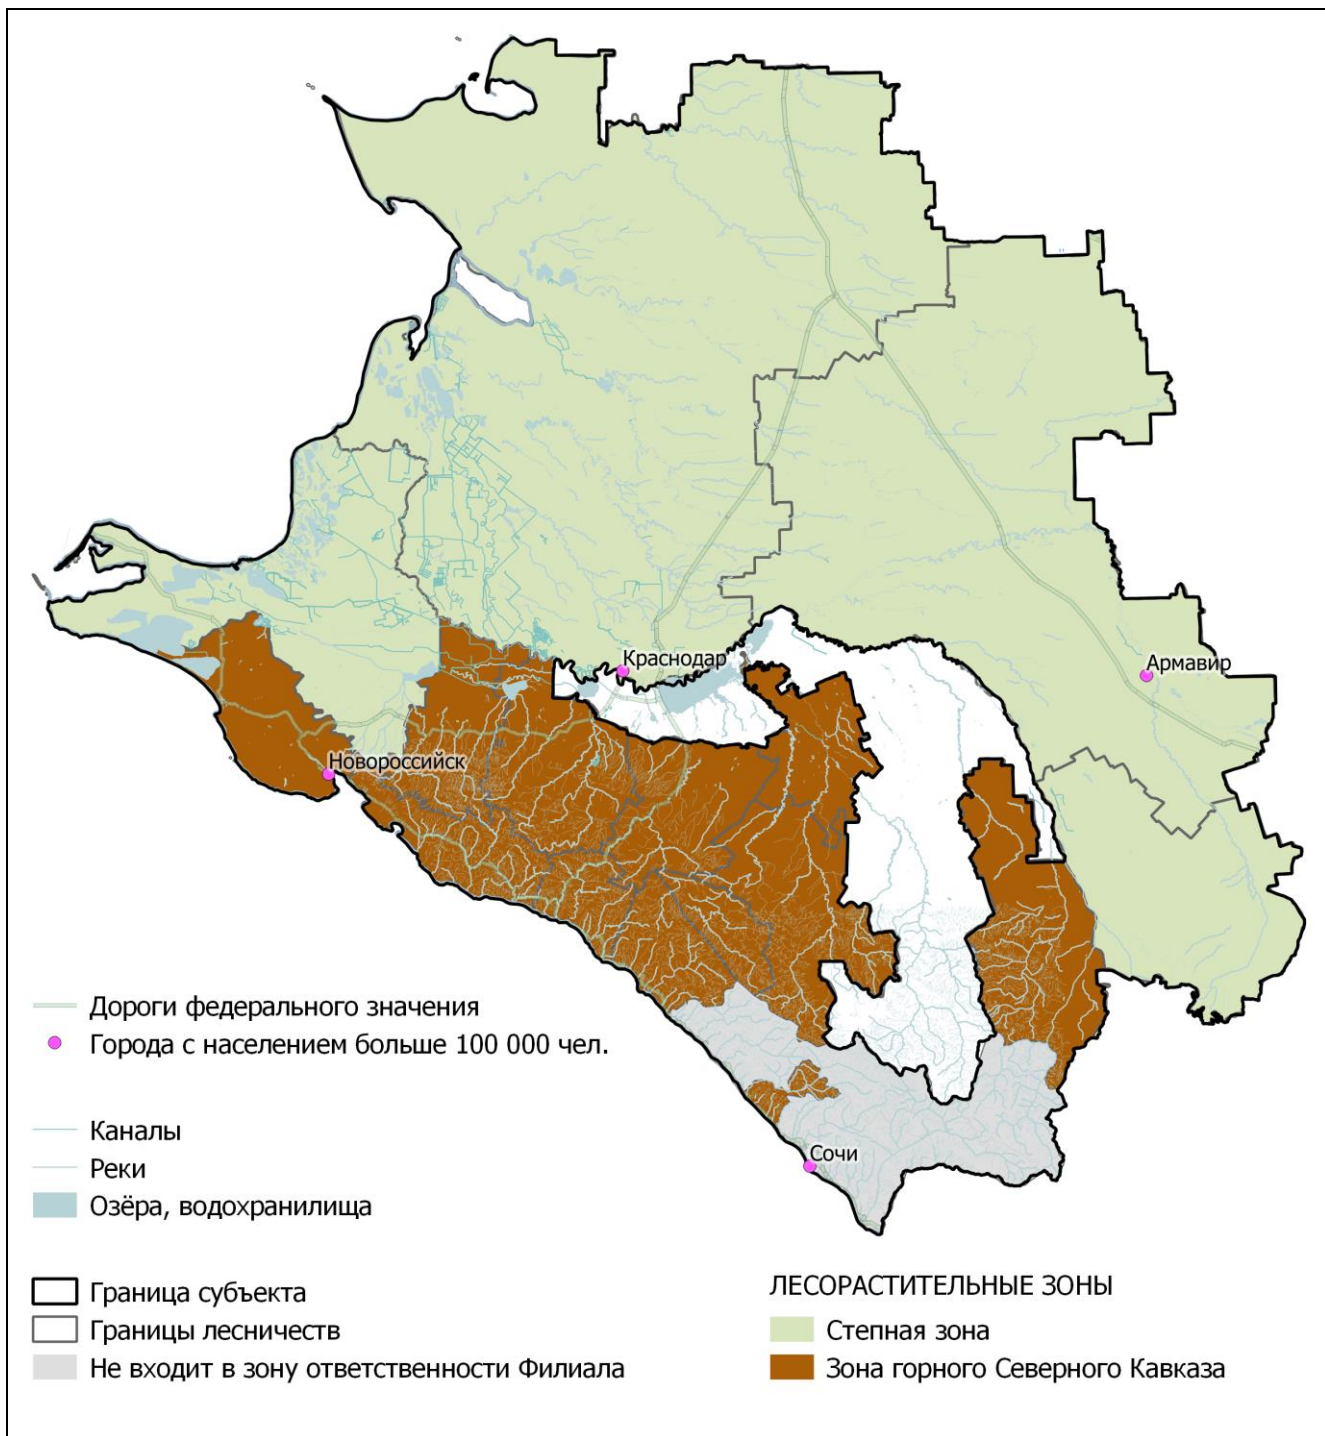 Краснодар
Армавир
Новороссийск
Сочи
Дороги федерального значения
Города с населением больше 100 000 чел.
Каналы
Реки
Озёра, водохранилища
Граница субъекта
Границы лесничеств
Не входит в зону ответственности Филиала
ЛЕСОРАСТИТЕЛЬНЫЕ ЗОНЫ
Степная зона
Зона горного Северного Кавказа